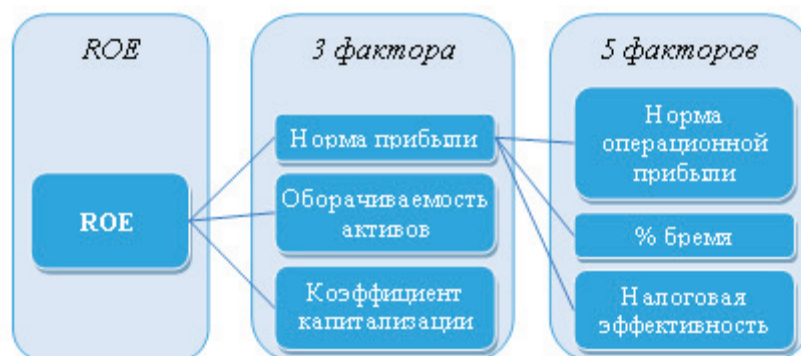 ROE
ROE
3 фактора
Норма прибыли
Оборачиваемость
активов
Коэффициент
капитализации
5 факторов
Норма
операционной
прибыли
% бремя
Налоговая
эффективность